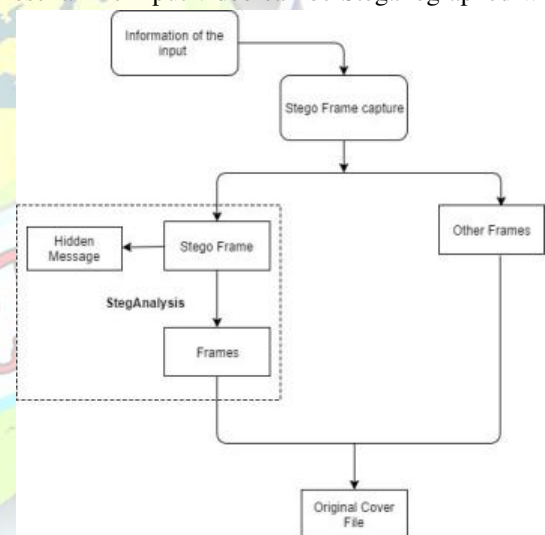 Information of the
input
Stego Frame capture
Hidden
Message
Stego Frame
Other Frames
StegAnalysis
Frames
Original Cover
File